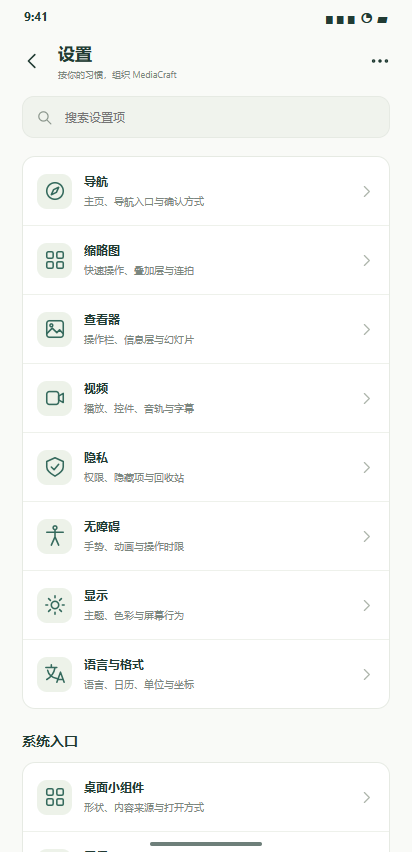 9:41
设置
按你的习惯，组织 MediaCraft
搜索设置项
导航
主页、导航入口与确认方式
缩略图
快速操作、叠加层与连拍
查看器
操作栏、信息层与幻灯片
视频
播放、控件、音轨与字幕
隐私
权限、隐藏项与回收站
无障碍
手势、动画与操作时限
显示
主题、色彩与屏幕行为
语言与格式
语言、日历、单位与坐标
系统入口
桌面小组件
形状、内容来源与打开方式